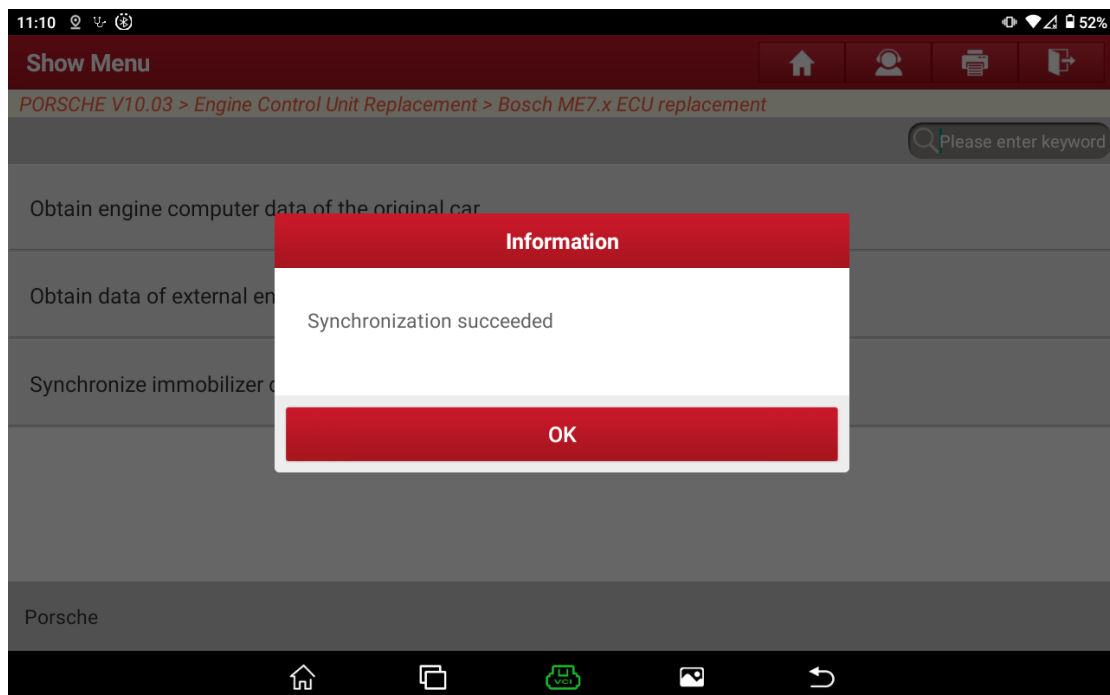 11:10
52%
Show Menu
PORSCHE V10.03 > Engine Control Unit Replacement > Bosch ME7.x ECU replacement
Please enter keyword
Obtain engine computer data of the original car
Information
Obtain data of external en
Synchronization succeeded
Synchronize immobilizer
OK
Porsche
VCI